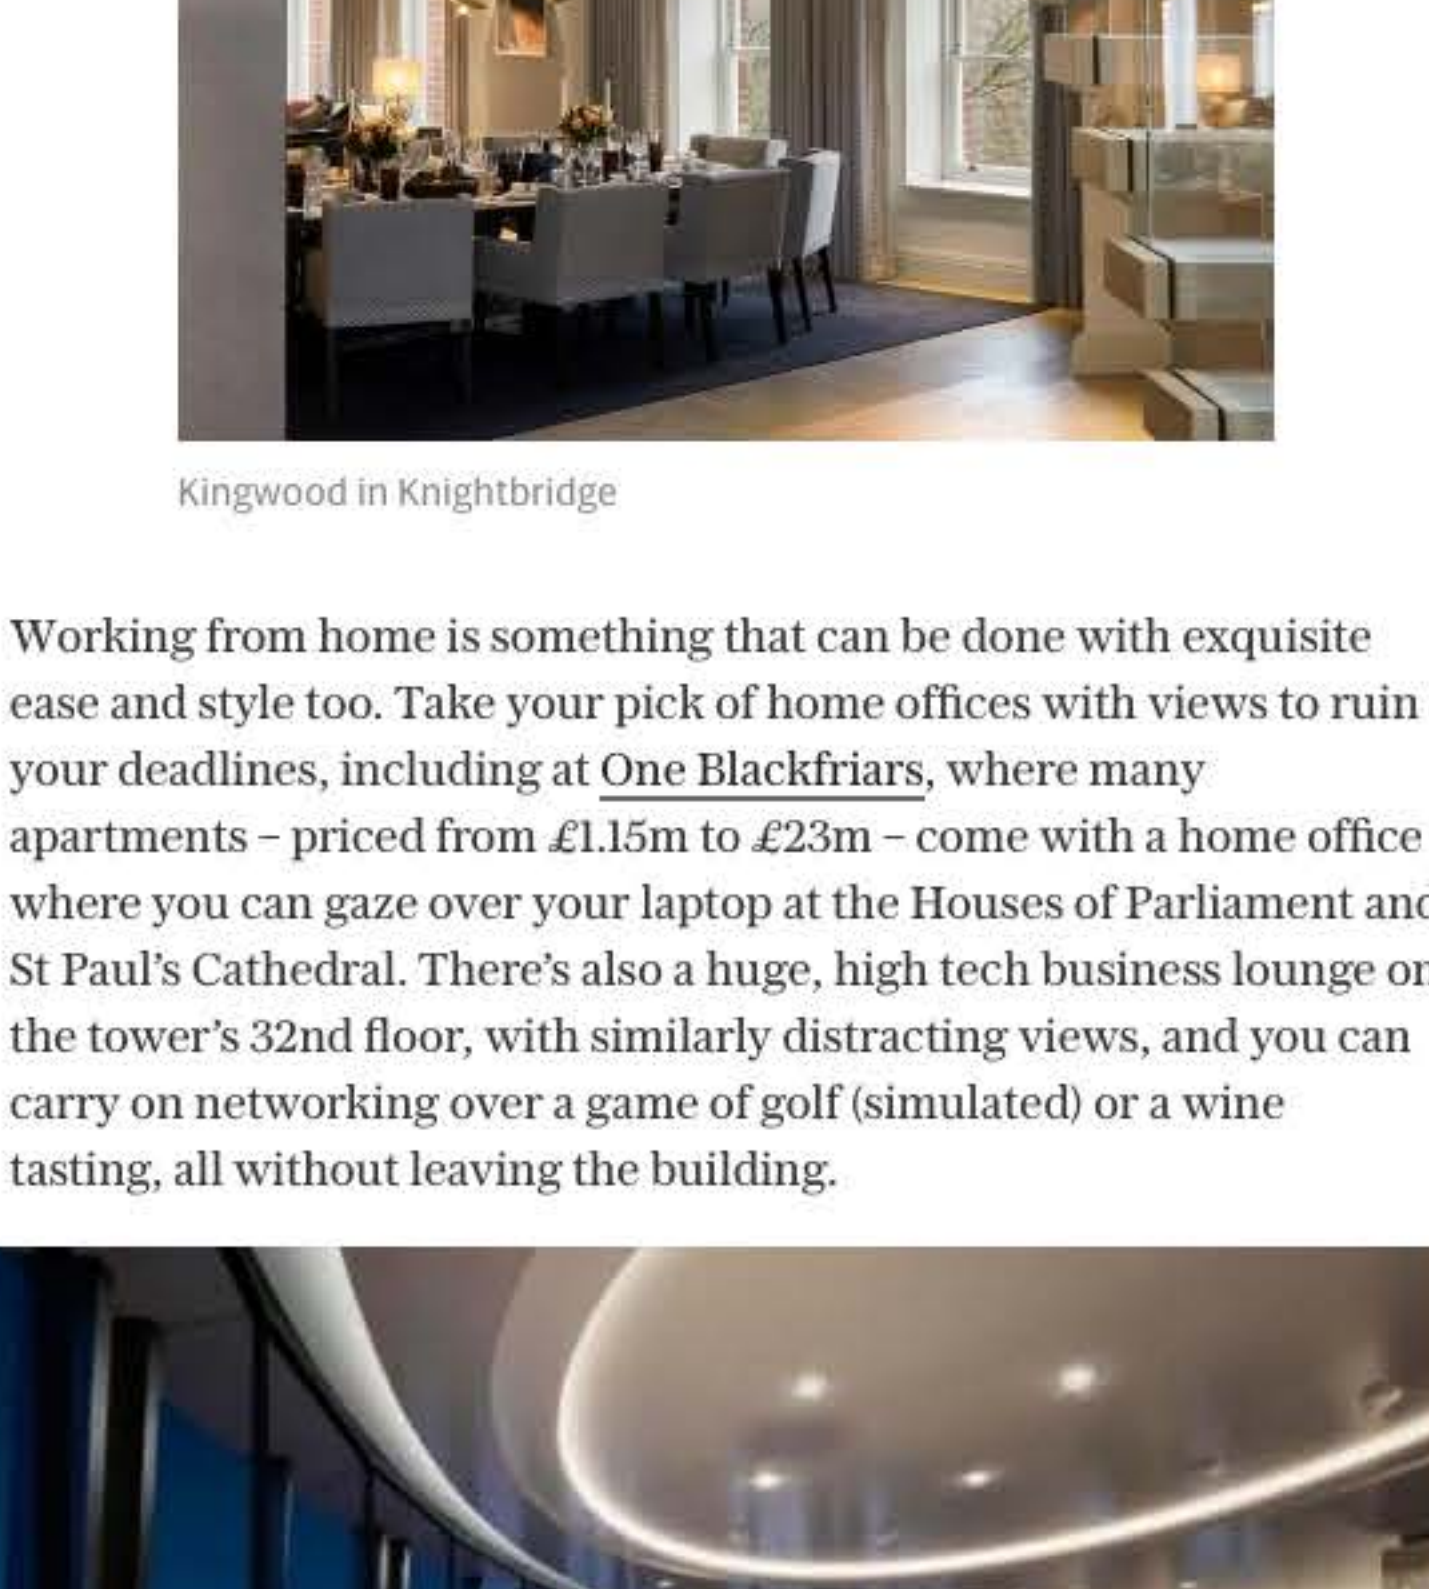 Kingwood in Knightbridge
Working from home is something that can be done with exquisite
ease and style too. Take your pick of home offices with views to ruin
your deadlines, including at One Blackfriars, where many
apartments – priced from £1.15m to £23m – come with a home office
where you can gaze over your laptop at the Houses of Parliament and
St Paul’s Cathedral. There’s also a huge, high tech business lounge on
the tower’s 32nd floor, with similarly distracting views, and you can
carry on networking over a game of golf (simulated) or a wine
tasting, all without leaving the building.